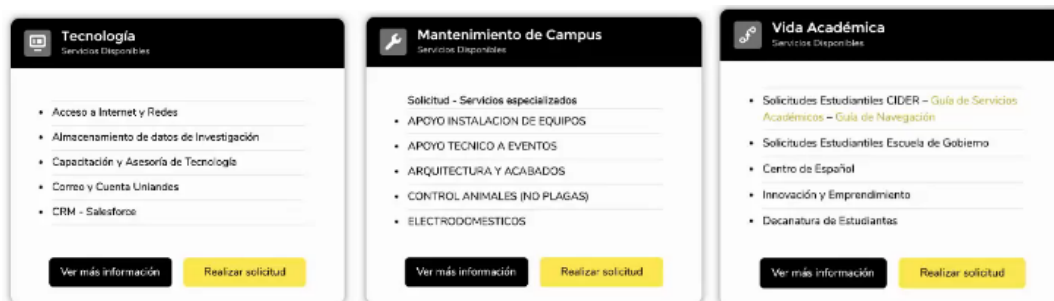 Tecnología
Servicios Disponibles
Acceso a Internet y Redes
Almacenamiento de datos de Investigación
Capacitación y Asesoría de Tecnología
Correo y Cuenta Uniandes
CRM - Salesforce
Ver más información
Realizar solicitud
Mantenimiento de Campus
Servicios Disponibles
Solicitud - Servicios especializados
APOYO INSTALACION DE EQUIPOS
APOYO TECNICO A EVENTOS
ARQUITECTURA Y ACABADOS
CONTROL ANIMALES (NO PLAGAS)
ELECTRODOMESTICOS
Ver más información
Realizar solicitud
Vida Académica
Servicios Disponibles
Solicitudes Estudiantiles CIDER – Guía de Servicios
Académicos – Guía de Navegación
Solicitudes Estudiantiles Escuela de Gobierno
Centro de Español
Innovación y Emprendimiento
Decanatura de Estudiantes
Ver más información
Realizar solicitud